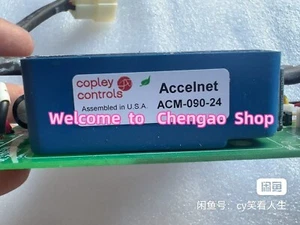 copley controls
Accelnet
Assembled in U.S.A.
ACM-090-24
Welcome to Chengao Shop
闲鱼
闲鱼号：cy笑看人生